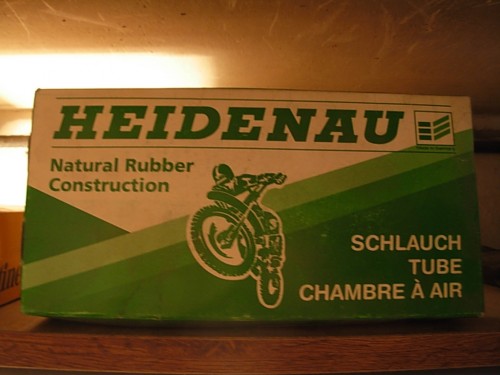 HEIDENAU
Natural Rubber
Construction
SCHLAUCH
TUBE
CHAMBRE À AIR